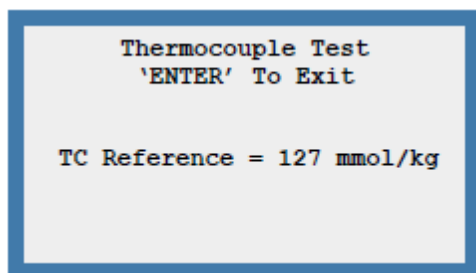 Thermocouple Test
‘ENTER’ To Exit
TC Reference = 127 mmol/kg